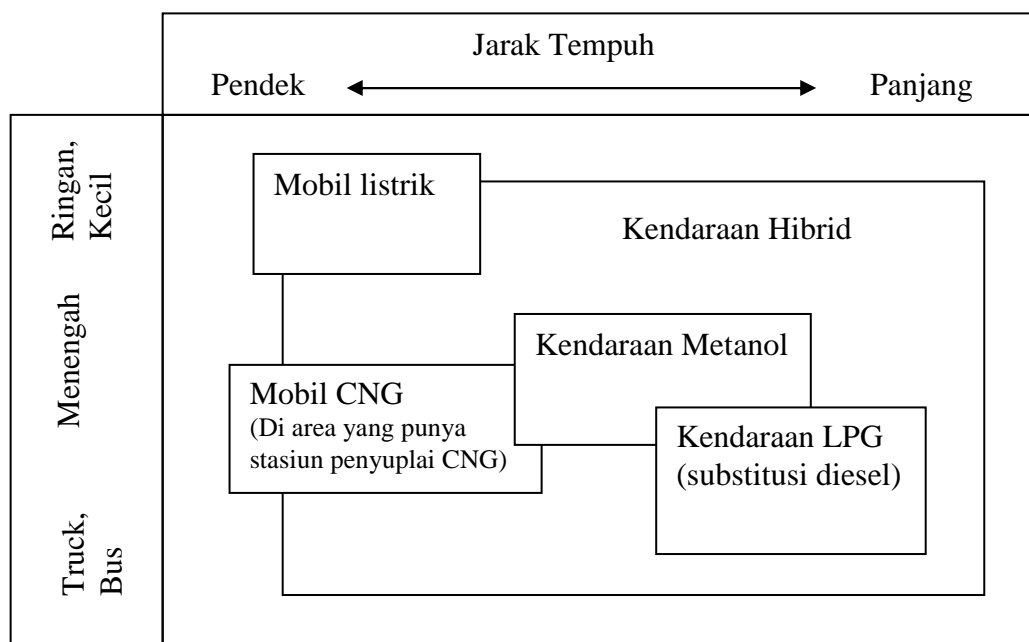 Jarak Tempuh
Pendek
Panjang
Ringan,
Kecil
Menengah
Truck,
Bus
Mobil listrik
Kendaraan Hibrid
Kendaraan Metanol
Mobil CNG
(Di area yang punya
stasiun penyuplai CNG)
Kendaraan LPG
(substitusi diesel)